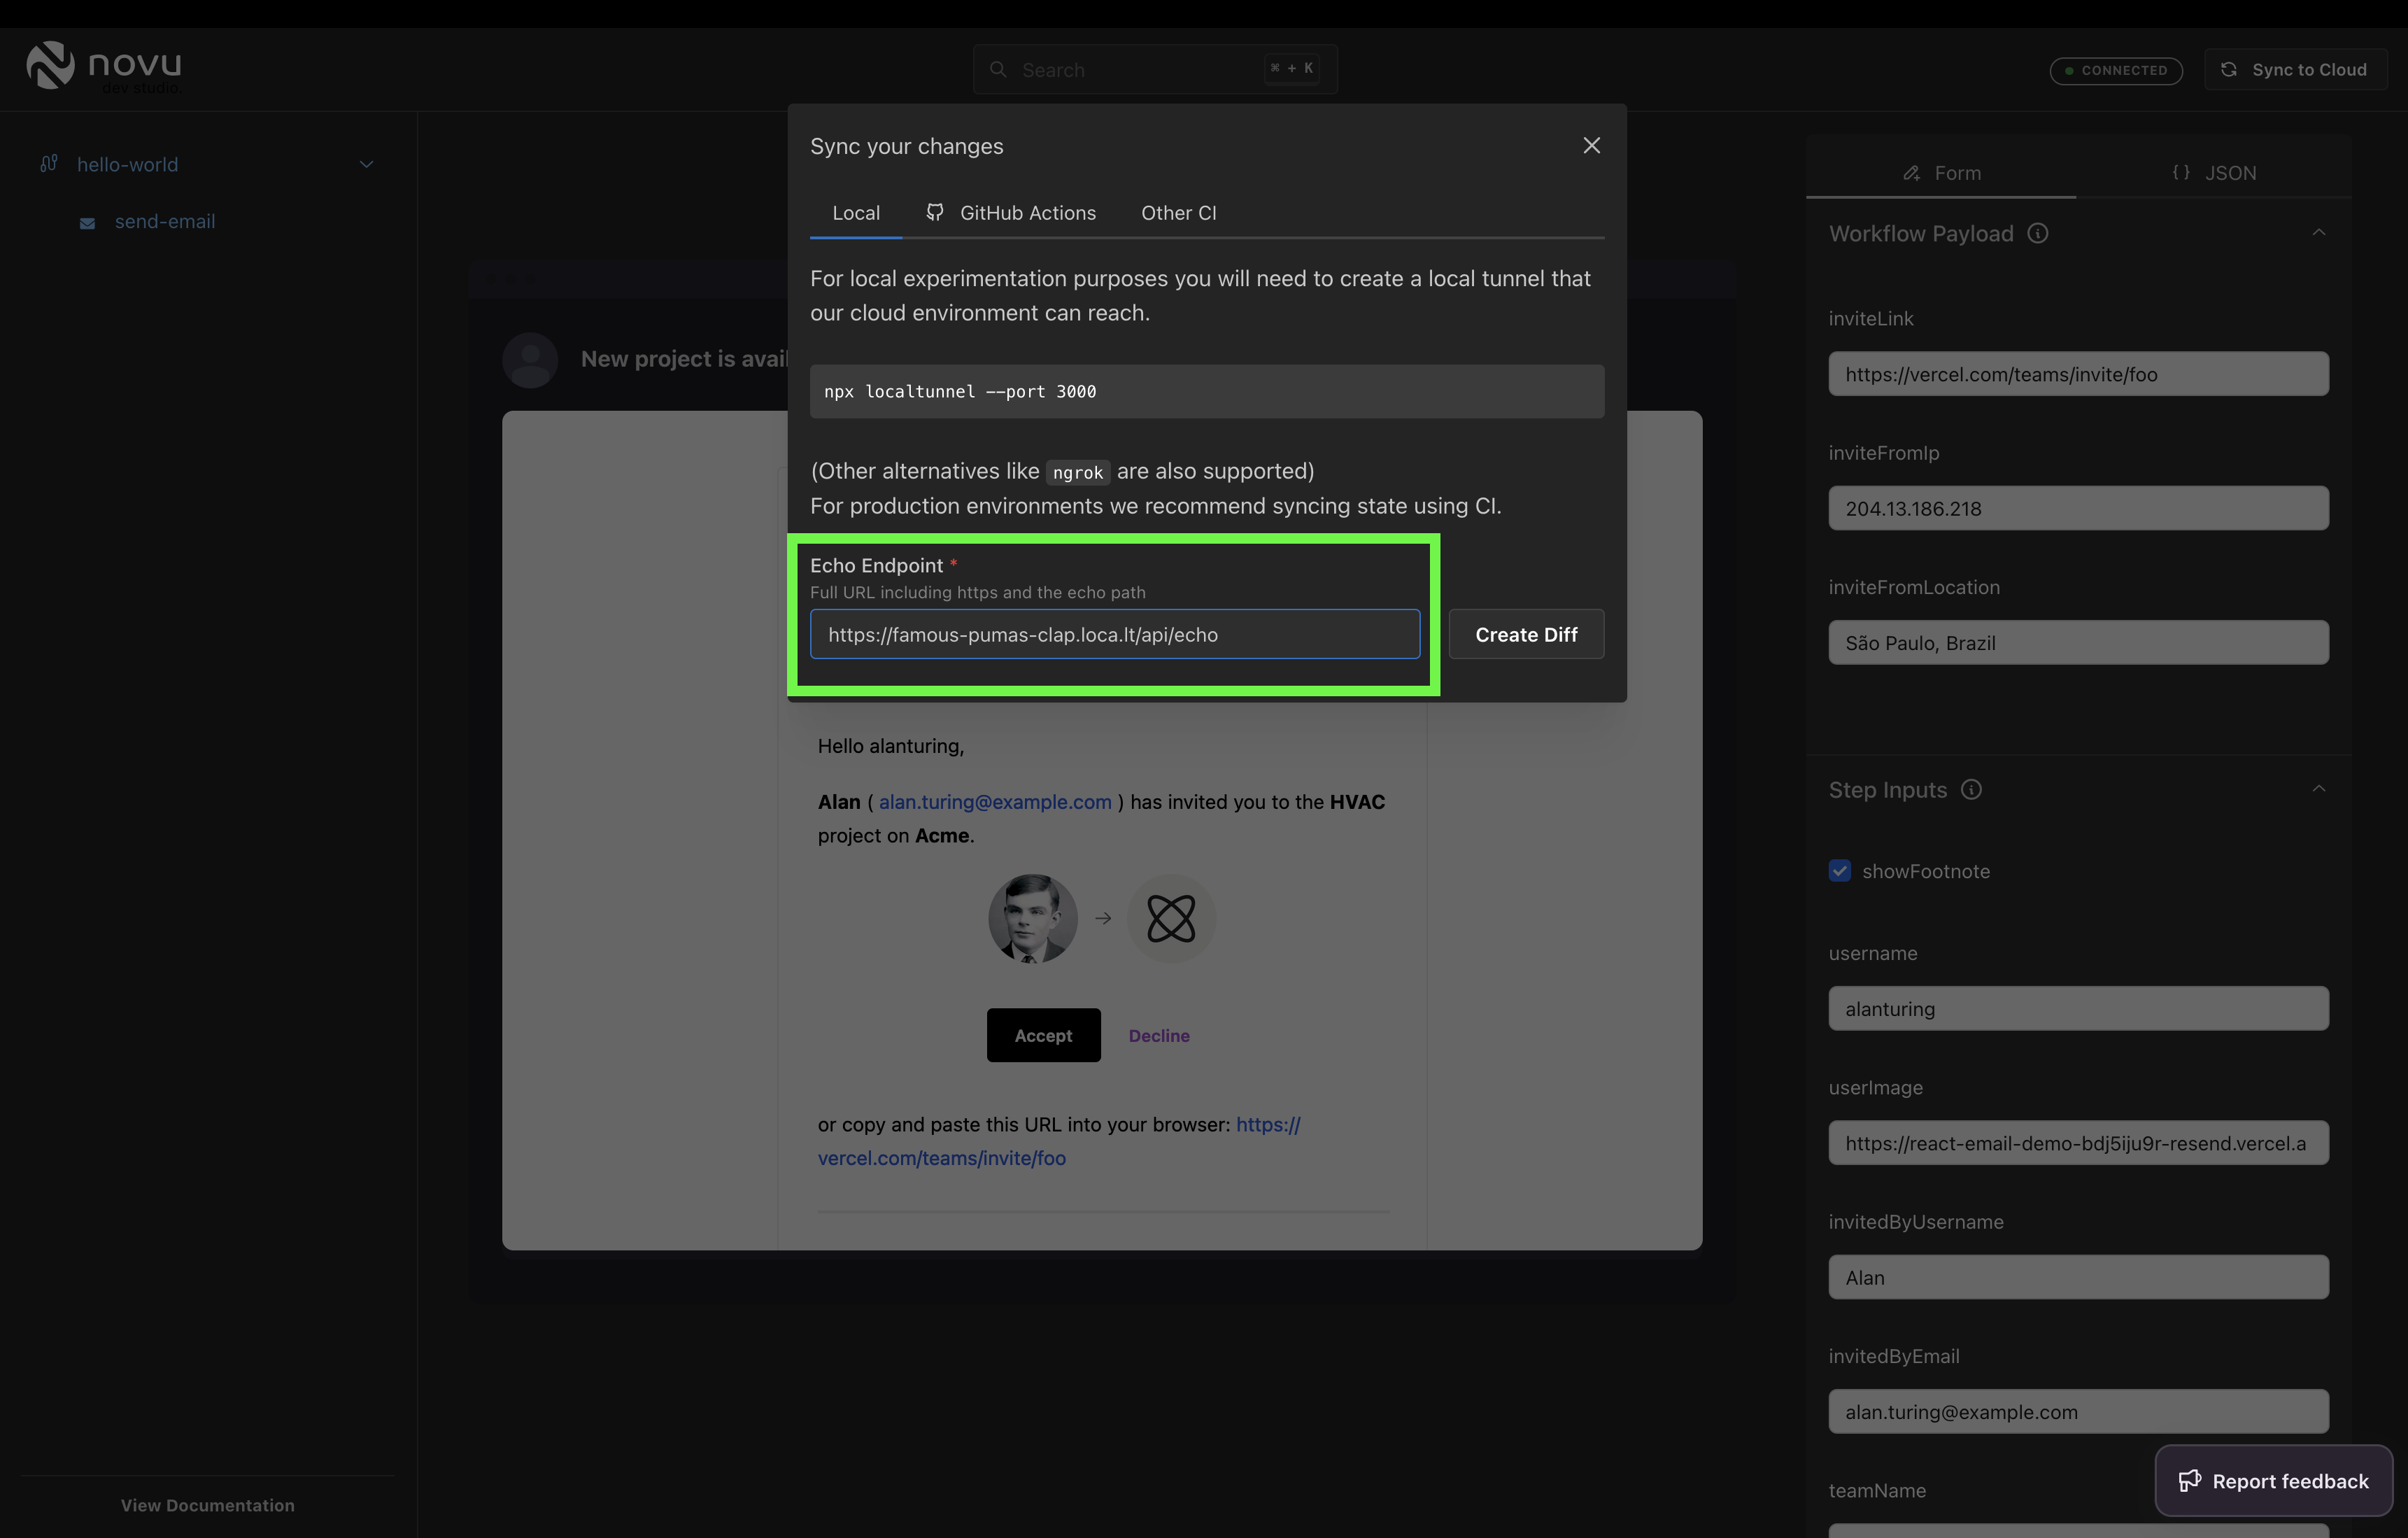 novu
dev studio.
Search
⌘ + K
CONNECTED
Sync to Cloud
hello-world
send-email
View Documentation
New project is avail
Sync your changes
Local
GitHub Actions
Other CI
For local experimentation purposes you will need to create a local tunnel that
our cloud environment can reach.
npx localtunnel --port 3000
(Other alternatives like ngrok are also supported)
For production environments we recommend syncing state using CI.
Echo Endpoint *
Full URL including https and the echo path
https://famous-pumas-clap.loca.lt/api/echo
Create Diff
Hello alanturing,
Alan ( alan.turing@example.com ) has invited you to the HVAC
project on Acme.
→
Accept
Decline
or copy and paste this URL into your browser: https://
vercel.com/teams/invite/foo
Form
{ } JSON
Workflow Payload
inviteLink
https://vercel.com/teams/invite/foo
inviteFromIp
204.13.186.218
inviteFromLocation
São Paulo, Brazil
Step Inputs
showFootnote
username
alanturing
userImage
https://react-email-demo-bdj5iju9r-resend.vercel.a
invitedByUsername
Alan
invitedByEmail
alan.turing@example.com
teamName
Report feedback